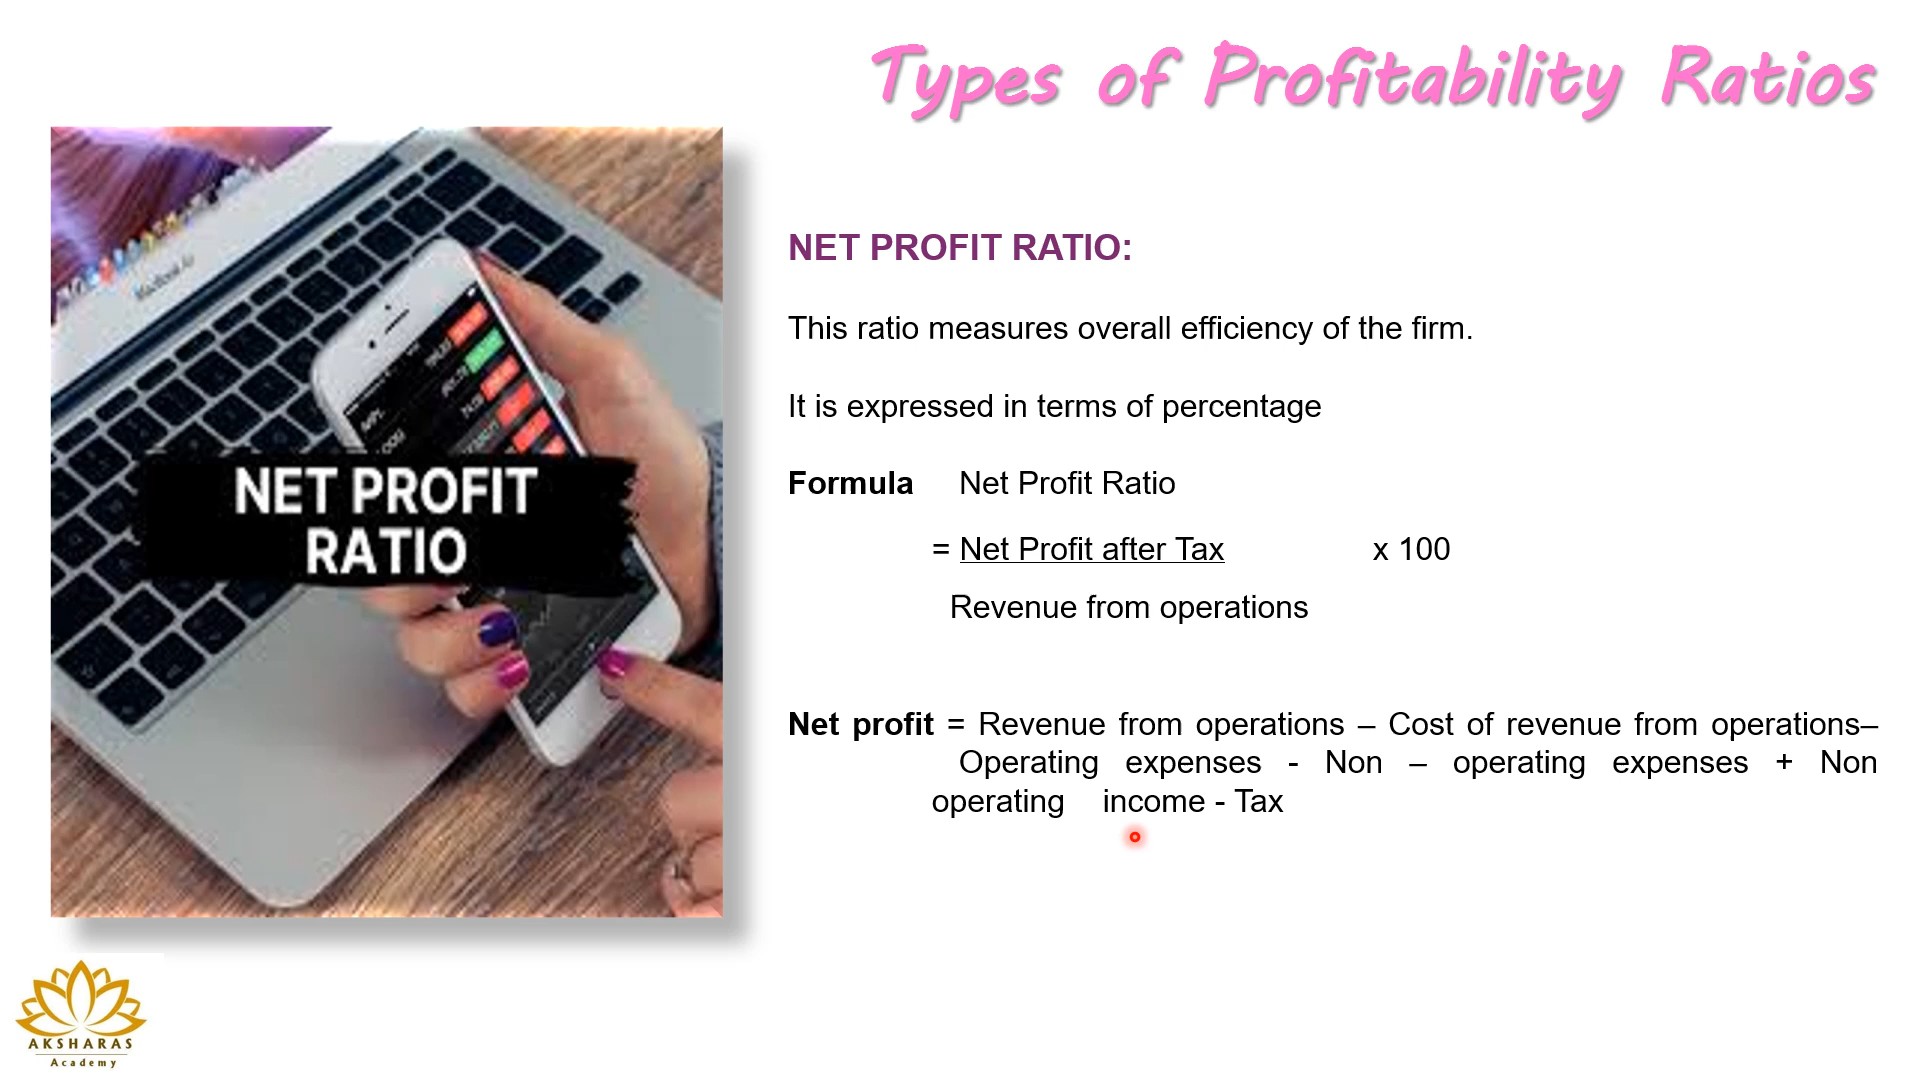 Types of Profitability Ratios
MacBook Air
NET PROFIT
RATIO
NET PROFIT RATIO:
This ratio measures overall efficiency of the firm.
It is expressed in terms of percentage
Formula Net Profit Ratio
= Net Profit after Tax x 100
Revenue from operations
Net profit = Revenue from operations – Cost of revenue from operations–
Operating expenses - Non – operating expenses + Non
operating income - Tax
AKSHARAS
Academy